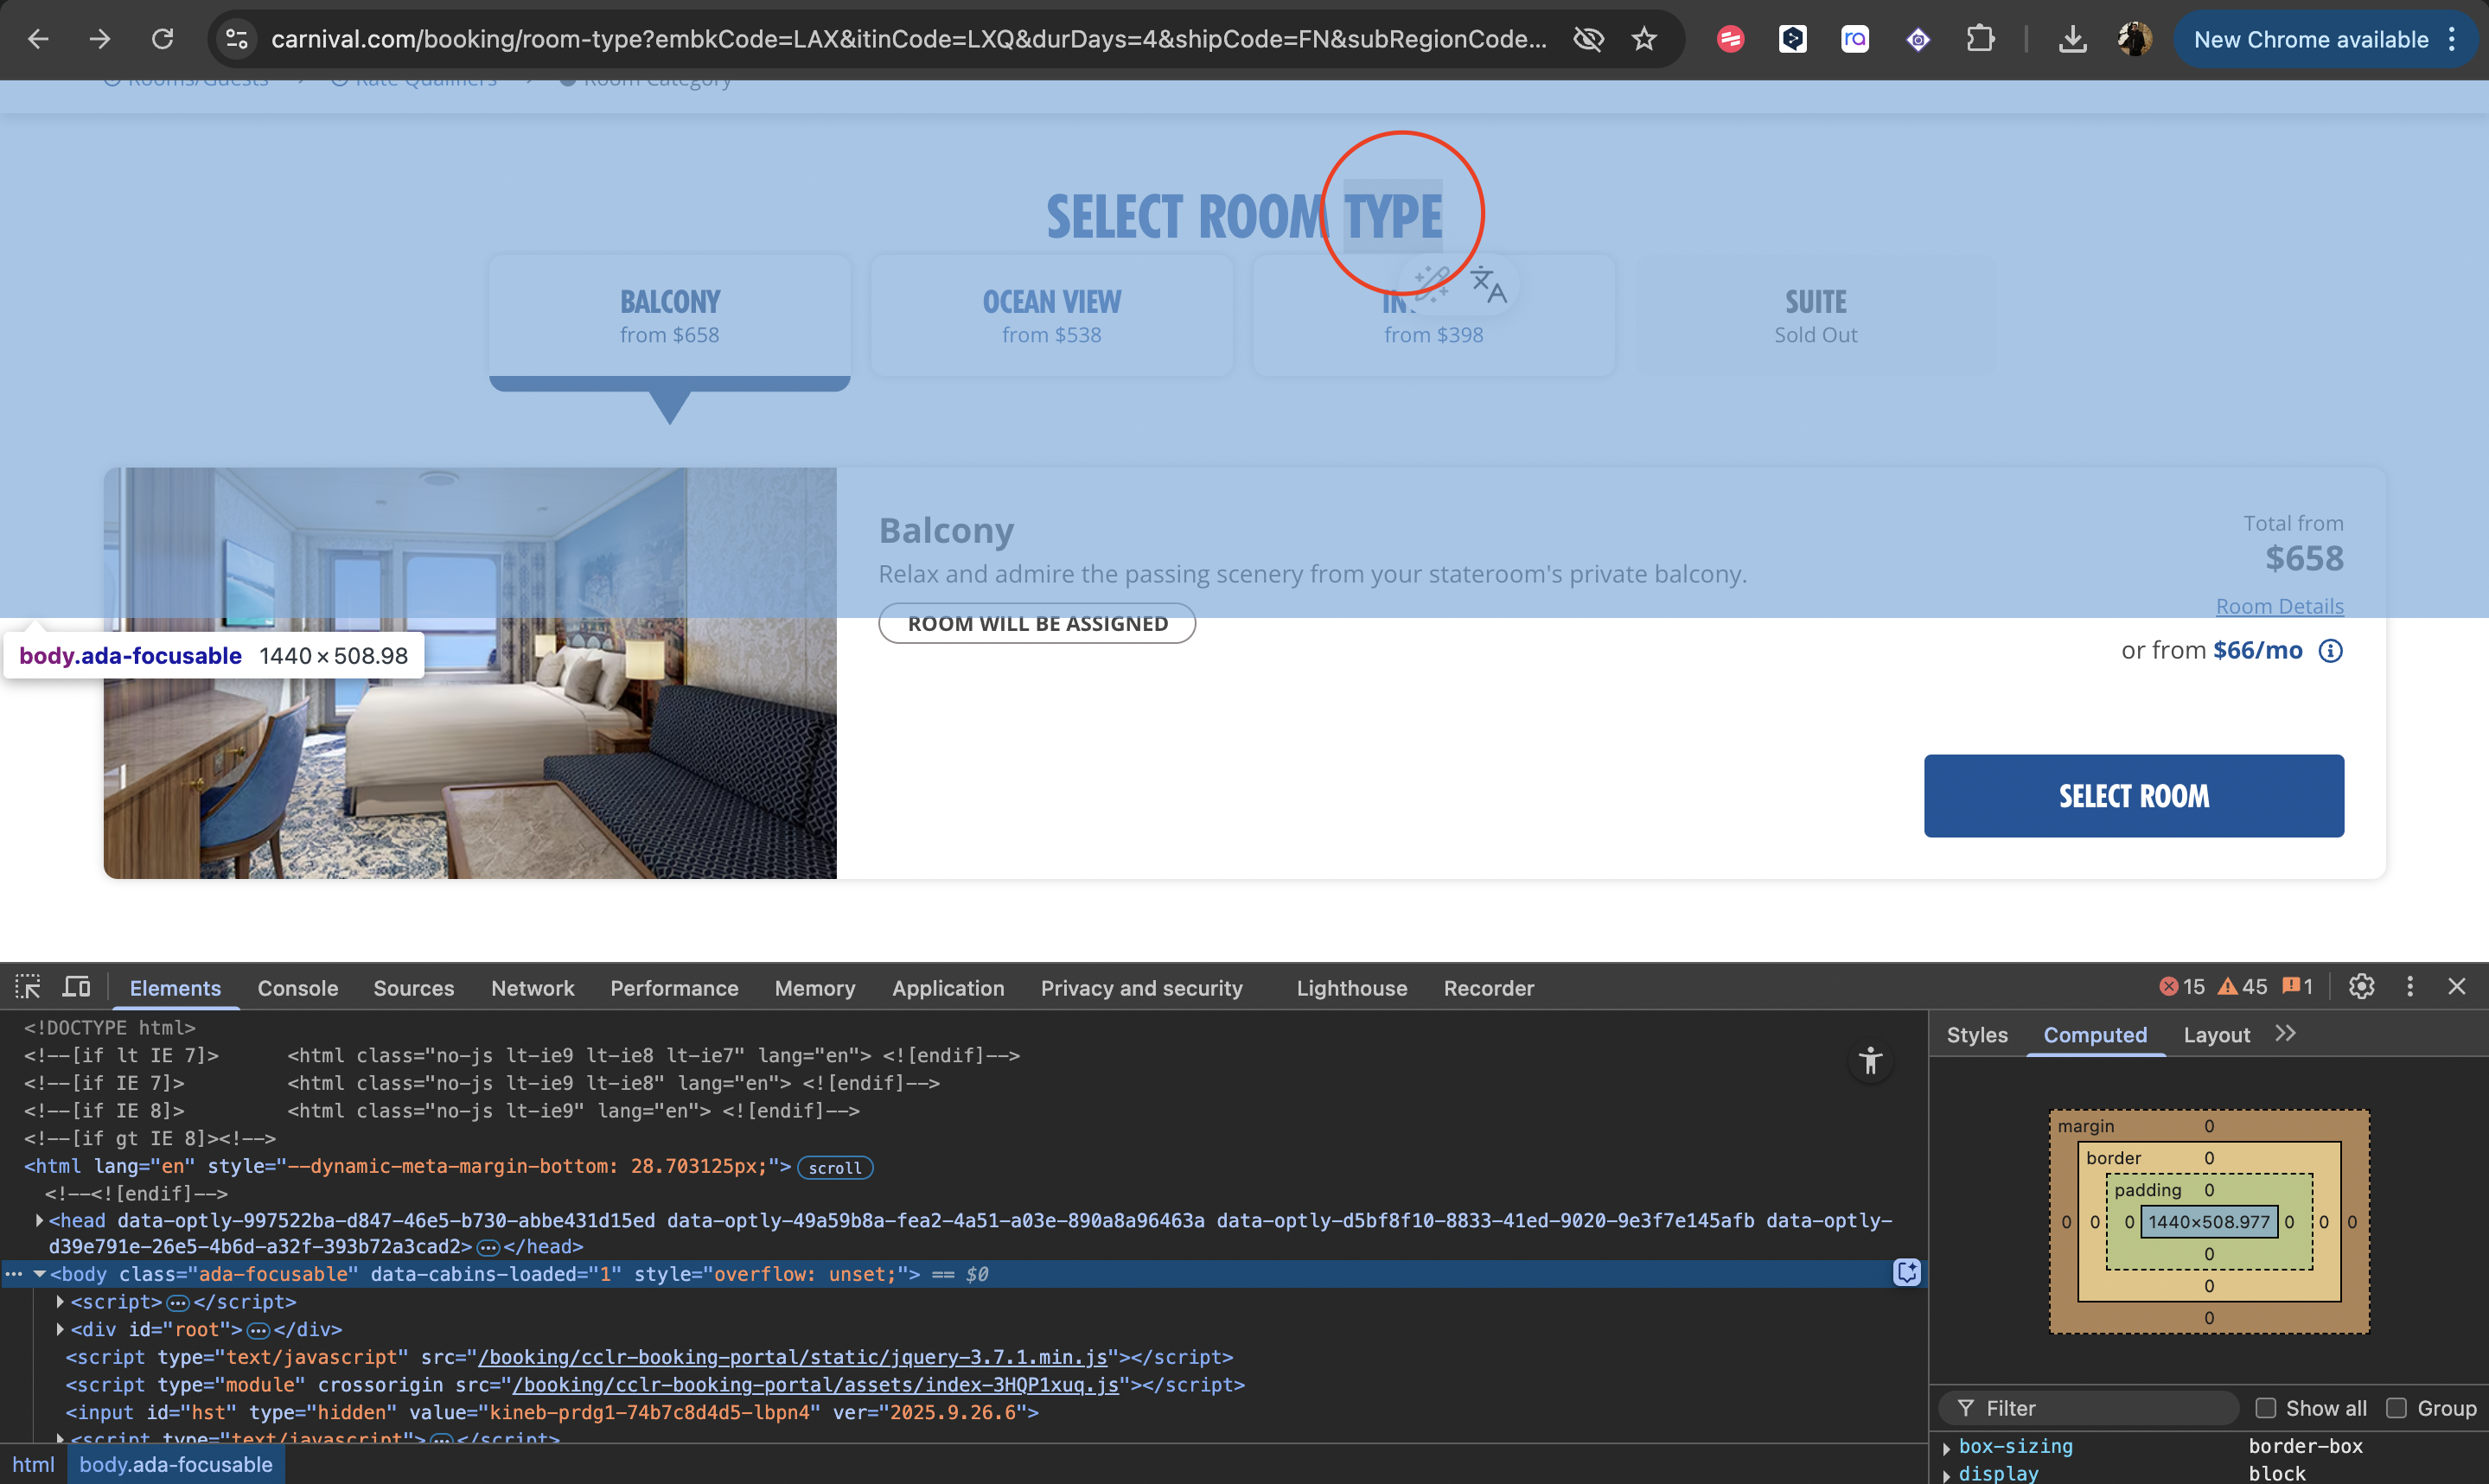 carnival.com/booking/room-type?embkCode=LAX&itinCode=LXQ&durDays=4&shipCode=FN&subRegionCode...
New Chrome available
Rooms/Guests
Rate Qualifiers
Room Category
SELECT ROOM TYPE
BALCONY
from $658
OCEAN VIEW
from $538
from $398
SUITE
Sold Out
Balcony
Relax and admire the passing scenery from your stateroom's private balcony.
ROOM WILL BE ASSIGNED
Total from
$658
Room Details
or from $66/mo
SELECT ROOM
body.ada-focusable 1440×508.98
Elements Console Sources Network Performance Memory Application Privacy and security Lighthouse Recorder 15 45 1
<!DOCTYPE html>
<!--[if lt IE 7]> <html class="no-js lt-ie9 lt-ie8 lt-ie7" lang="en"> <![endif]-->
<!--[if IE 7]> <html class="no-js lt-ie9 lt-ie8" lang="en"> <![endif]-->
<!--[if IE 8]> <html class="no-js lt-ie9" lang="en"> <![endif]-->
<!--[if gt IE 8]><!-->
<html lang="en" style="--dynamic-meta-margin-bottom: 28.703125px;"> scroll
<!--<![endif]-->
<head data-optly-997522ba-d847-46e5-b730-abbe431d15ed data-optly-49a59b8a-fea2-4a51-a03e-890a8a96463a data-optly-d5bf8f10-8833-41ed-9020-9e3f7e145afb data-optly-
d39e791e-26e5-4b6d-a32f-393b72a3cad2>…</head>
<body class="ada-focusable" data-cabins-loaded="1" style="overflow: unset;"> == $0
<script>…</script>
<div id="root">…</div>
<script type="text/javascript" src="/booking/cclr-booking-portal/static/jquery-3.7.1.min.js"></script>
<script type="module" crossorigin src="/booking/cclr-booking-portal/assets/index-3HQP1xuq.js"></script>
<input id="hst" type="hidden" value="kineb-prdg1-74b7c8d4d5-lbpn4" ver="2025.9.26.6">
<script type="text/javascript">…</script>
html body.ada-focusable
Styles Computed Layout
margin 0
border 0
padding 0
0 0 0 1440×508.977 0 0 0
0
0
0
Filter Show all Group
box-sizing border-box
display block